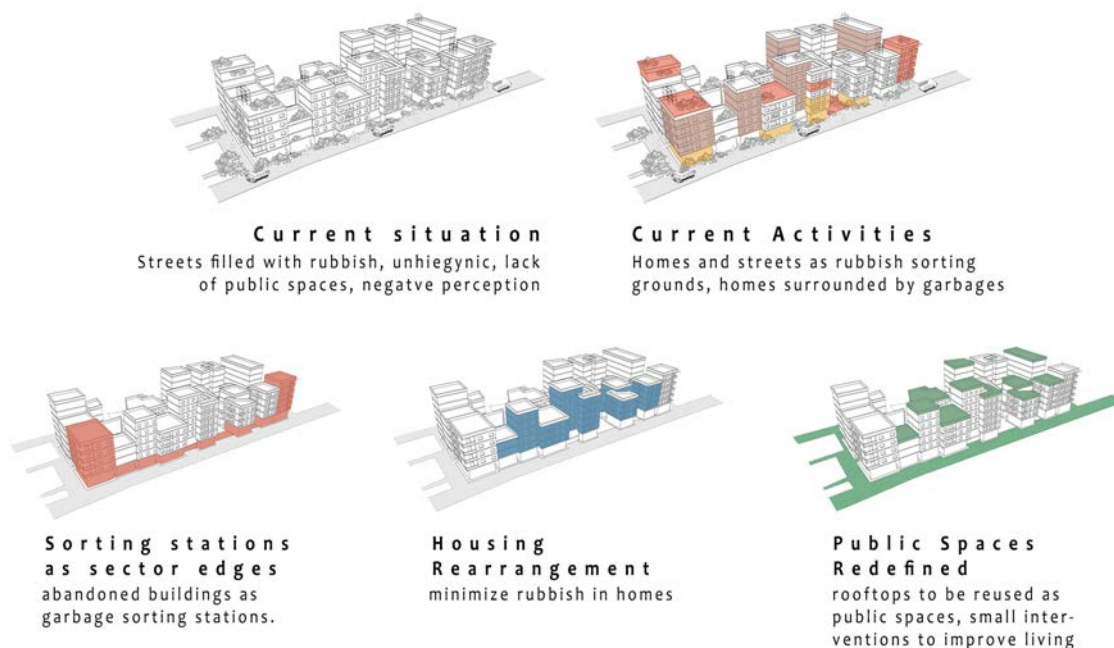 Current situation
Streets filled with rubbish, unhiegynic, lack
of public spaces, negatve perception
Current Activities
Homes and streets as rubbish sorting
grounds, homes surrounded by garbages
Sorting stations
as sector edges
abandoned buildings as
garbage sorting stations.
Housing
Rearrangement
minimize rubbish in homes
Public Spaces
Redefined
rooftops to be reused as
public spaces, small inter-
ventions to improve living